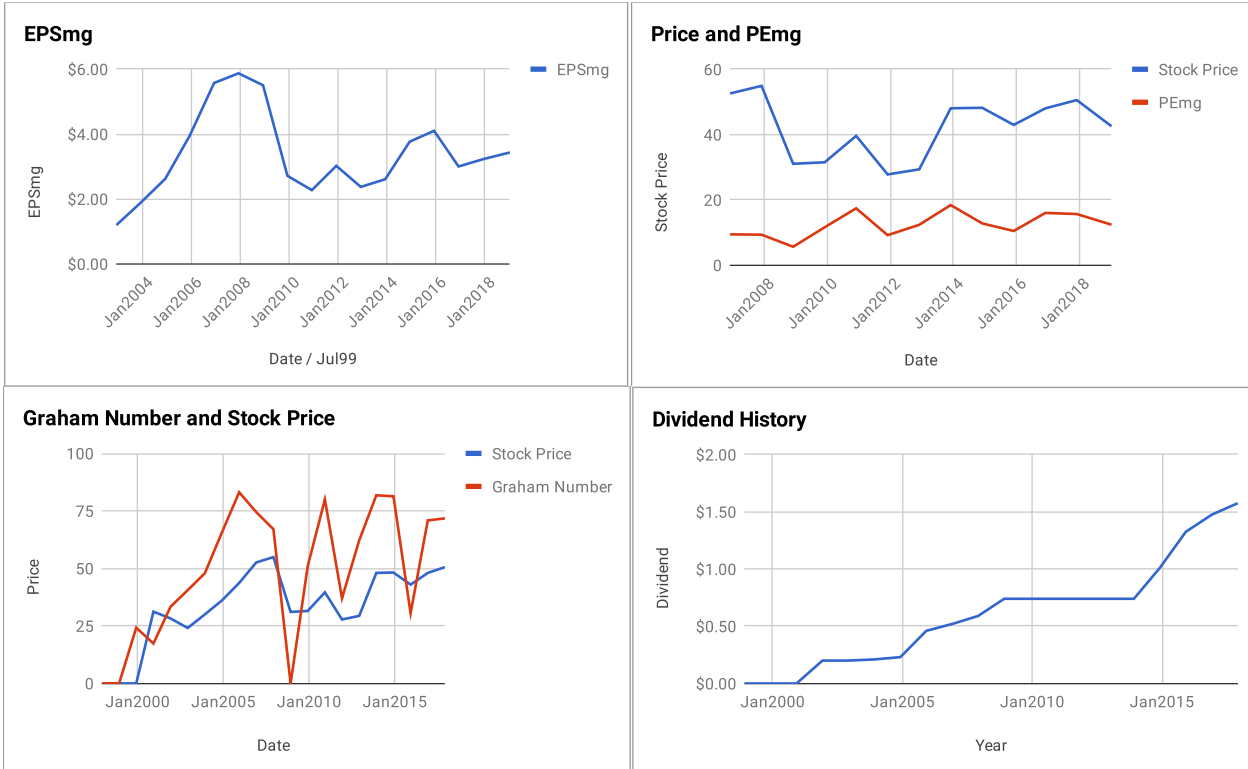 EPSmg
EPSmg
$6.00
$4.00
$2.00
$0.00
EPSmg
Jan2004
Jan2006
Jan2008
Jan2010
Jan2012
Jan2014
Jan2016
Jan2018
Date / Jul99
Price and PEmg
Stock Price
PEmg
60
40
20
0
Stock Price
Jan2008
Jan2010
Jan2012
Jan2014
Jan2016
Jan2018
Date
Graham Number and Stock Price
Stock Price
Graham Number
100
75
50
25
0
Price
Jan2000
Jan2005
Jan2010
Jan2015
Date
Dividend History
$2.00
$1.50
$1.00
$0.50
$0.00
Dividend
Jan2000
Jan2005
Jan2010
Jan2015
Year